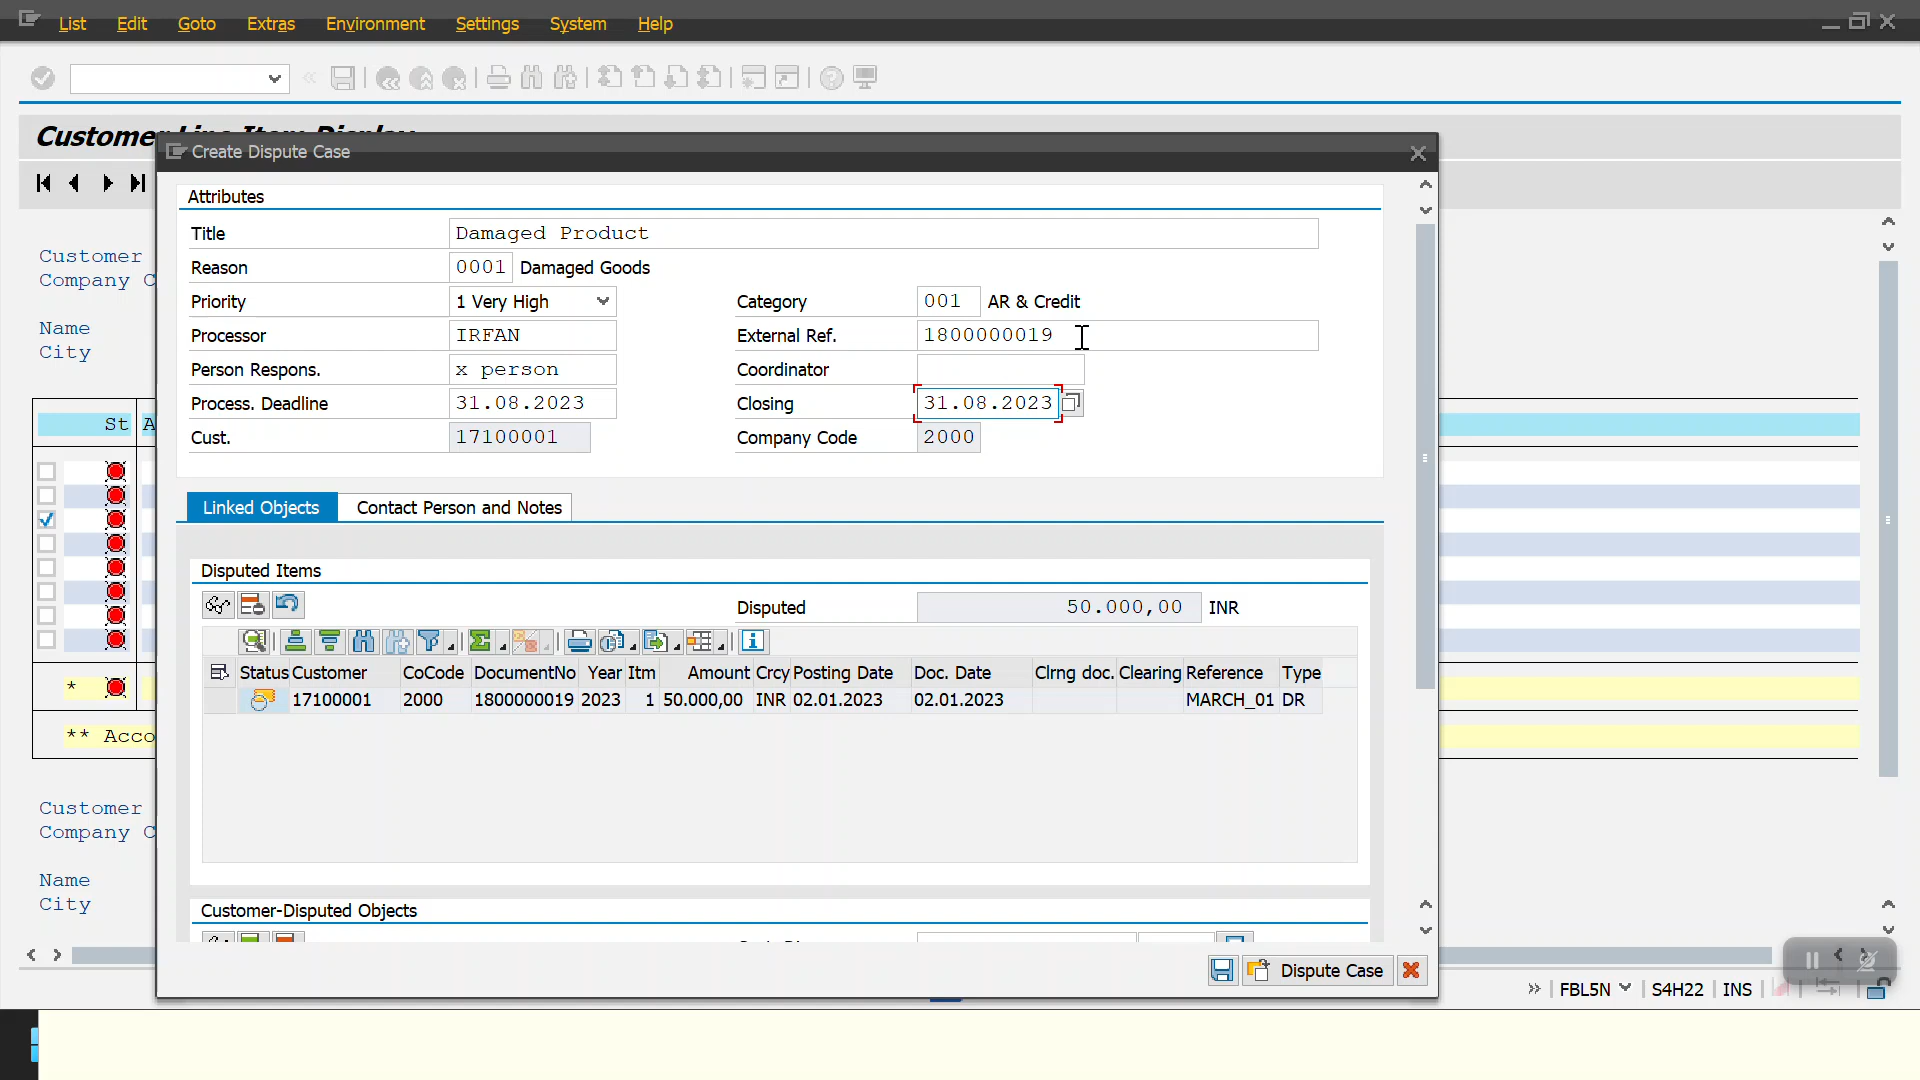 List Edit Goto Extras Environment Settings System Help
Customer Line Item Display
Create Dispute Case
Attributes
Title Damaged Product
Reason 0001 Damaged Goods
Priority 1 Very High Category 001 AR & Credit
Processor IRFAN External Ref. 1800000019
Person Respons. x person Coordinator
Process. Deadline 31.08.2023 Closing 31.08.2023
Cust. 17100001 Company Code 2000
Linked Objects Contact Person and Notes
Disputed Items
Disputed 50.000,00 INR
Status Customer CoCode DocumentNo Year Itm Amount Crcy Posting Date Doc. Date Clrng doc. Clearing Reference Type
17100001 2000 1800000019 2023 1 50.000,00 INR 02.01.2023 02.01.2023 MARCH_01 DR
Customer-Disputed Objects
Dispute Case
Customer
Company C
Name
City
St A
*
** Acco
Customer
Company C
Name
City
FBL5N S4H22 INS